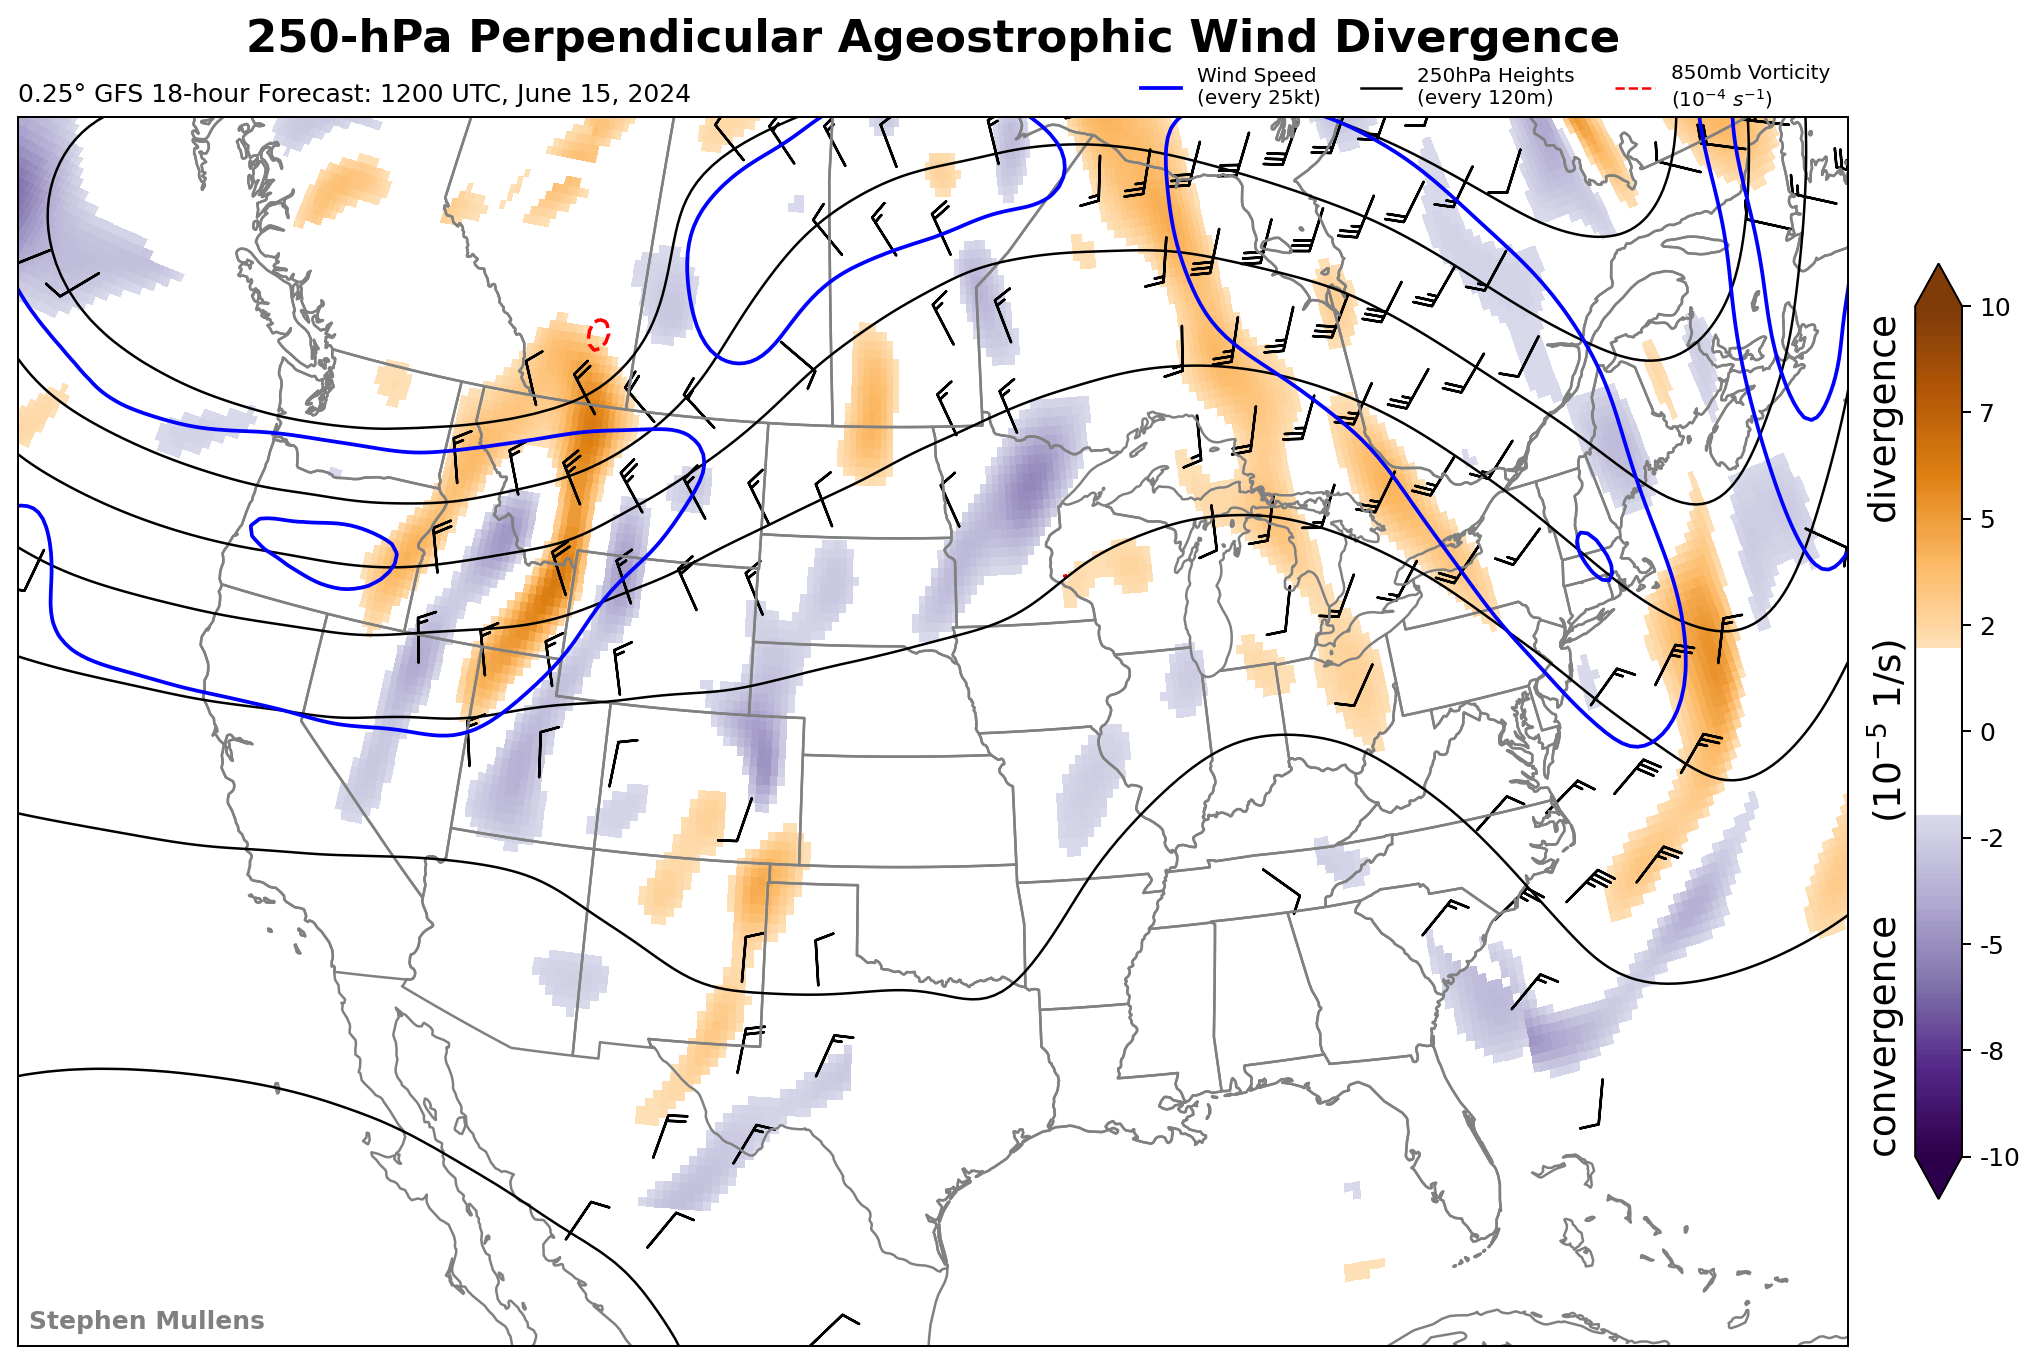 250-hPa Perpendicular Ageostrophic Wind Divergence
0.25° GFS 18-hour Forecast: 1200 UTC, June 15, 2024
Wind Speed
(every 25kt)
250hPa Heights
(every 120m)
850mb Vorticity
(10⁻⁴ s⁻¹)
10
7
5
2
0
-2
-5
-8
-10
convergence (10⁻⁵ 1/s) divergence
Stephen Mullens